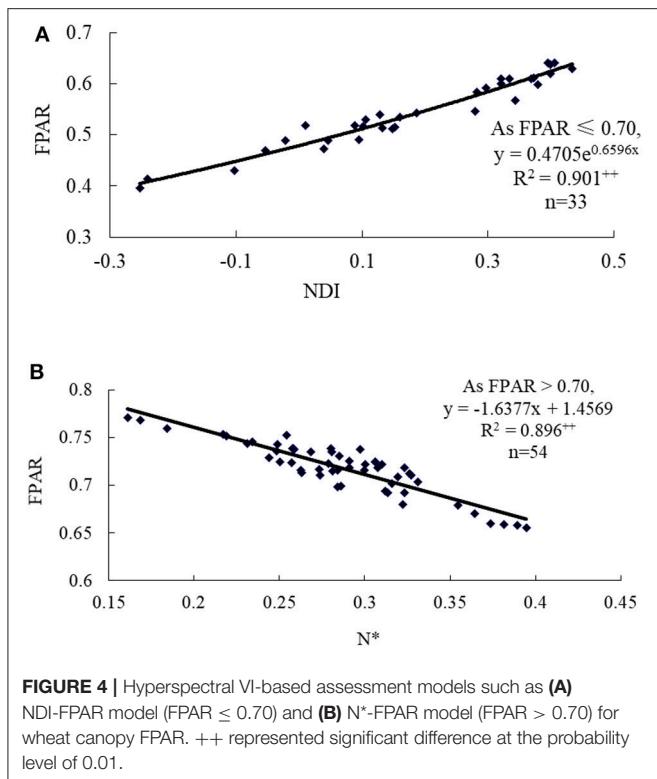 A
FPAR
0.7
0.6
0.5
0.4
0.3
-0.3
-0.1
0.1
0.3
0.5
NDI
As FPAR ≤ 0.70,
y = 0.4705e^0.6596x
R² = 0.901⁺⁺
n=33
B
FPAR
0.8
0.75
0.7
0.65
0.6
0.15
0.2
0.25
0.3
0.35
0.4
0.45
N*
As FPAR > 0.70,
y = -1.6377x + 1.4569
R² = 0.896⁺⁺
n=54
FIGURE 4 | Hyperspectral VI-based assessment models such as (A)
NDI-FPAR model (FPAR ≤ 0.70) and (B) N*-FPAR model (FPAR > 0.70) for
wheat canopy FPAR. ++ represented significant difference at the probability
level of 0.01.